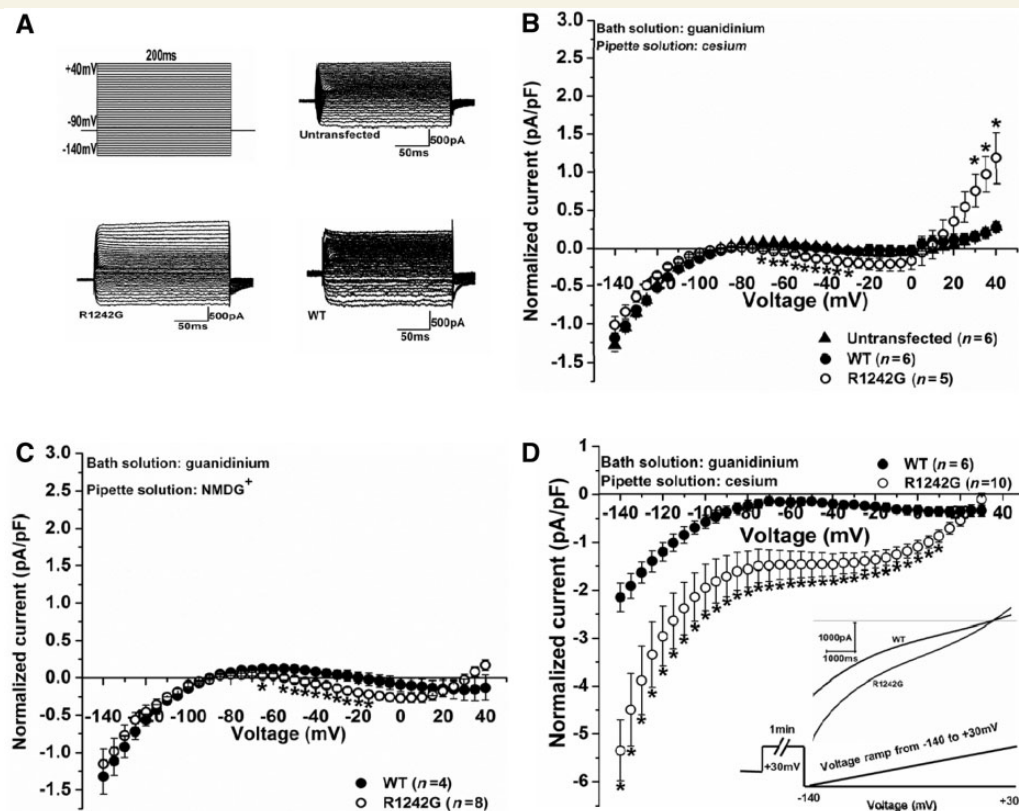 A
200ms
+40mV
-90mV
-140mV
Untransfected
500pA
50ms
R1242G
500pA
50ms
WT
500pA
50ms
B
Bath solution: guanidinium
Pipette solution: cesium
Normalized current (pA/pF)
3.0
2.5
2.0
1.5
1.0
0.5
0.0
-0.5
-1.0
-1.5
-140 -120 -100 -80 -60 -40 -20 0 20 40
Voltage (mV)
* * *
**********
Untransfected (n=6)
WT (n=6)
R1242G (n=5)
C
Bath solution: guanidinium
Pipette solution: NMDG+
Normalized current (pA/pF)
3.0
2.5
2.0
1.5
1.0
0.5
0.0
-0.5
-1.0
-1.5
-140 -120 -100 -80 -60 -40 -20 0 20 40
Voltage (mV)
WT (n=4)
R1242G (n=8)
D
Bath solution: guanidinium
Pipette solution: cesium
WT (n=6)
R1242G (n=10)
Normalized current (pA/pF)
1
0
-1
-2
-3
-4
-5
-6
-140 -120 -100 -80 -60 -40 -20 0 20 40
Voltage (mV)
1000pA
1000ms
WT
R1242G
1min
+30mV
Voltage ramp from -140 to +30mV
-140
+30
Voltage (mV)